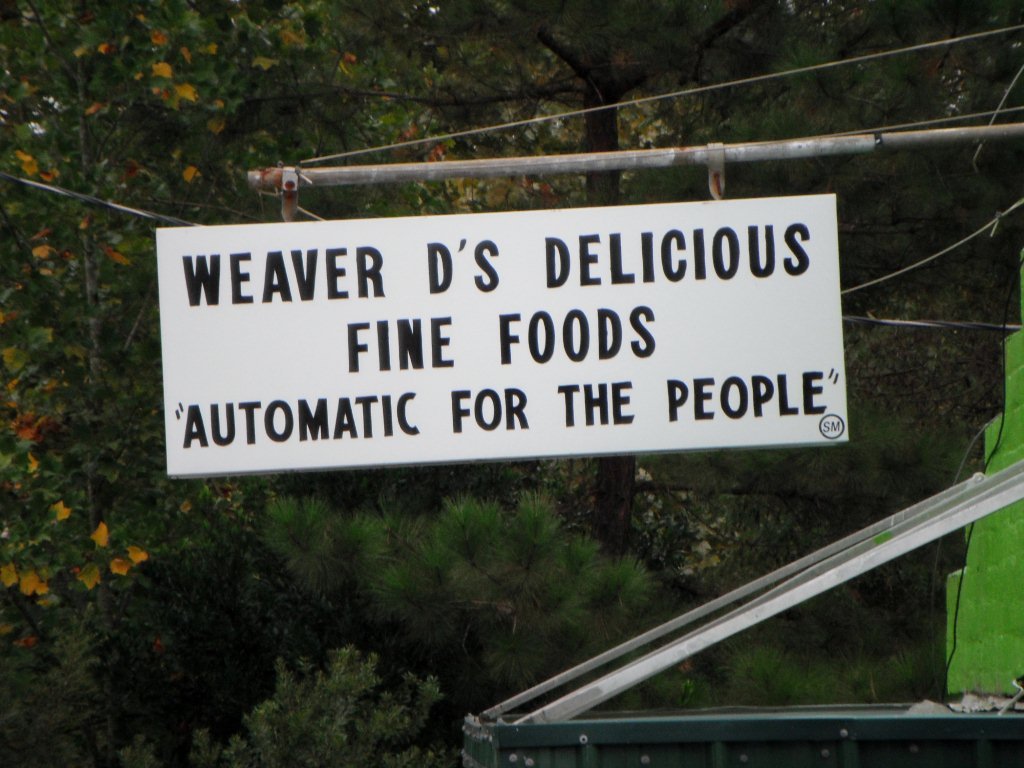 WEAVER D'S DELICIOUS
FINE FOODS
"AUTOMATIC FOR THE PEOPLE"
SM